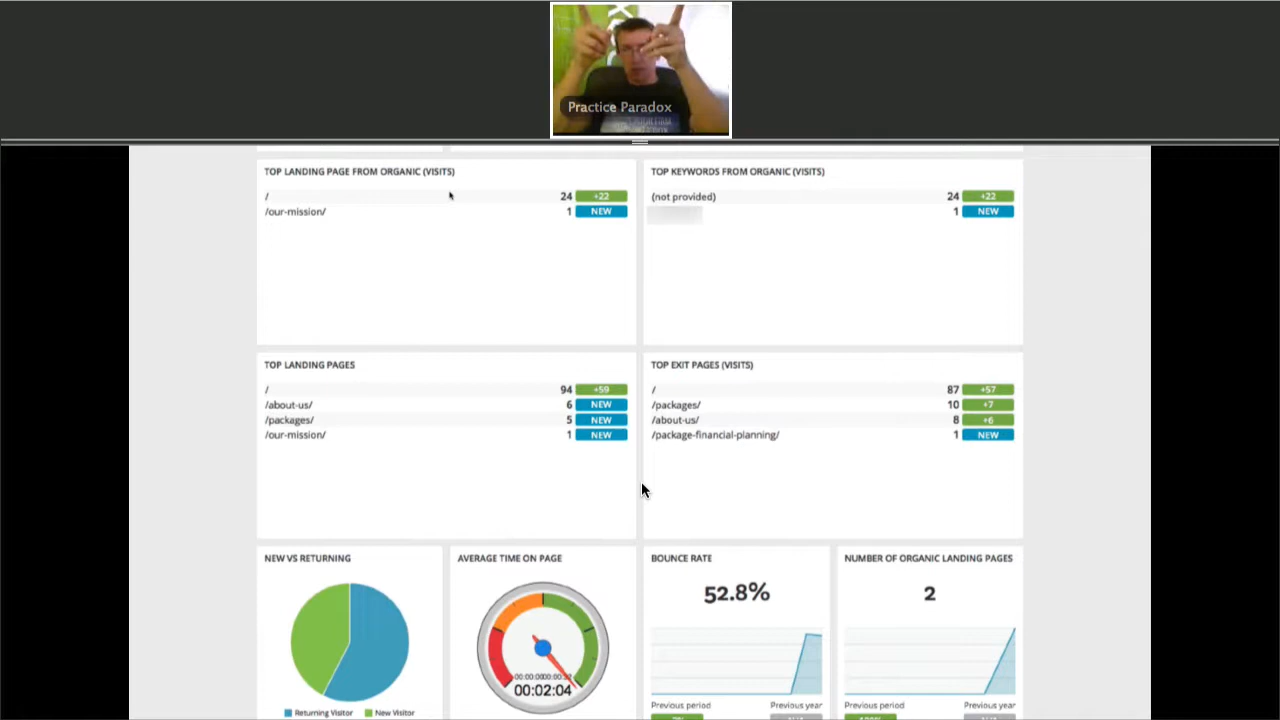 Practice Paradox
TOP LANDING PAGE FROM ORGANIC (VISITS)
/ 24 +22
/our-mission/ 1 NEW
TOP KEYWORDS FROM ORGANIC (VISITS)
(not provided) 24 +22
1 NEW
TOP LANDING PAGES
/ 94 +59
/about-us/ 6 NEW
/packages/ 5 NEW
/our-mission/ 1 NEW
TOP EXIT PAGES (VISITS)
/ 87 +57
/packages/ 10 +7
/about-us/ 8 +6
/package-financial-planning/ 1 NEW
NEW VS RETURNING
Returning Visitor New Visitor
AVERAGE TIME ON PAGE
00:02:04
BOUNCE RATE
52.8%
Previous period Previous year
NUMBER OF ORGANIC LANDING PAGES
2
Previous period Previous year